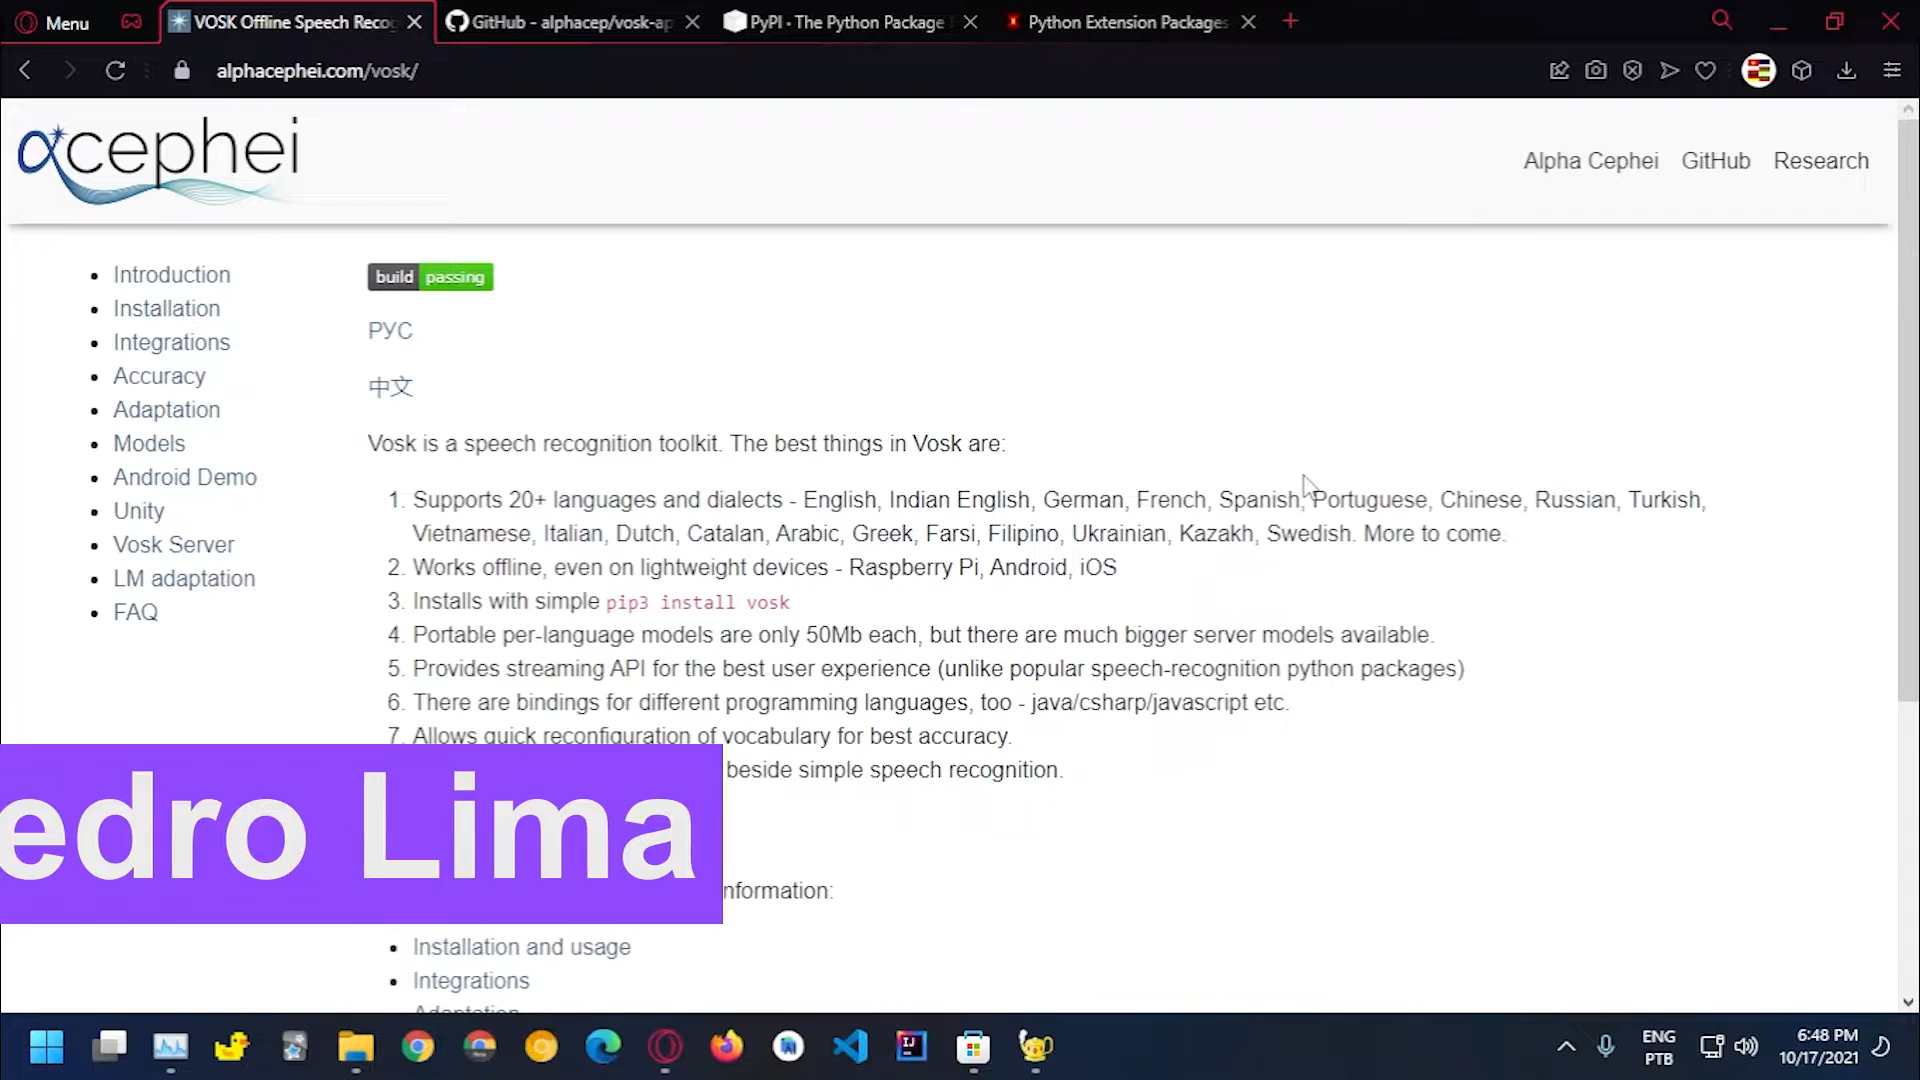 Menu
VOSK Offline Speech Recog
GitHub - alphacep/vosk-ap
PyPI · The Python Package
Python Extension Packages
alphacephei.com/vosk/
αcephei
Alpha Cephei
GitHub
Research
Introduction
Installation
Integrations
Accuracy
Adaptation
Models
Android Demo
Unity
Vosk Server
LM adaptation
FAQ
build passing
РУС
中文
Vosk is a speech recognition toolkit. The best things in Vosk are:
1. Supports 20+ languages and dialects - English, Indian English, German, French, Spanish, Portuguese, Chinese, Russian, Turkish,
Vietnamese, Italian, Dutch, Catalan, Arabic, Greek, Farsi, Filipino, Ukrainian, Kazakh, Swedish. More to come.
2. Works offline, even on lightweight devices - Raspberry Pi, Android, iOS
3. Installs with simple pip3 install vosk
4. Portable per-language models are only 50Mb each, but there are much bigger server models available.
5. Provides streaming API for the best user experience (unlike popular speech-recognition python packages)
6. There are bindings for different programming languages, too - java/csharp/javascript etc.
7. Allows quick reconfiguration of vocabulary for best accuracy.
beside simple speech recognition.
edro Lima
nformation:
Installation and usage
Integrations
Adaptation
ENG
PTB
6:48 PM
10/17/2021